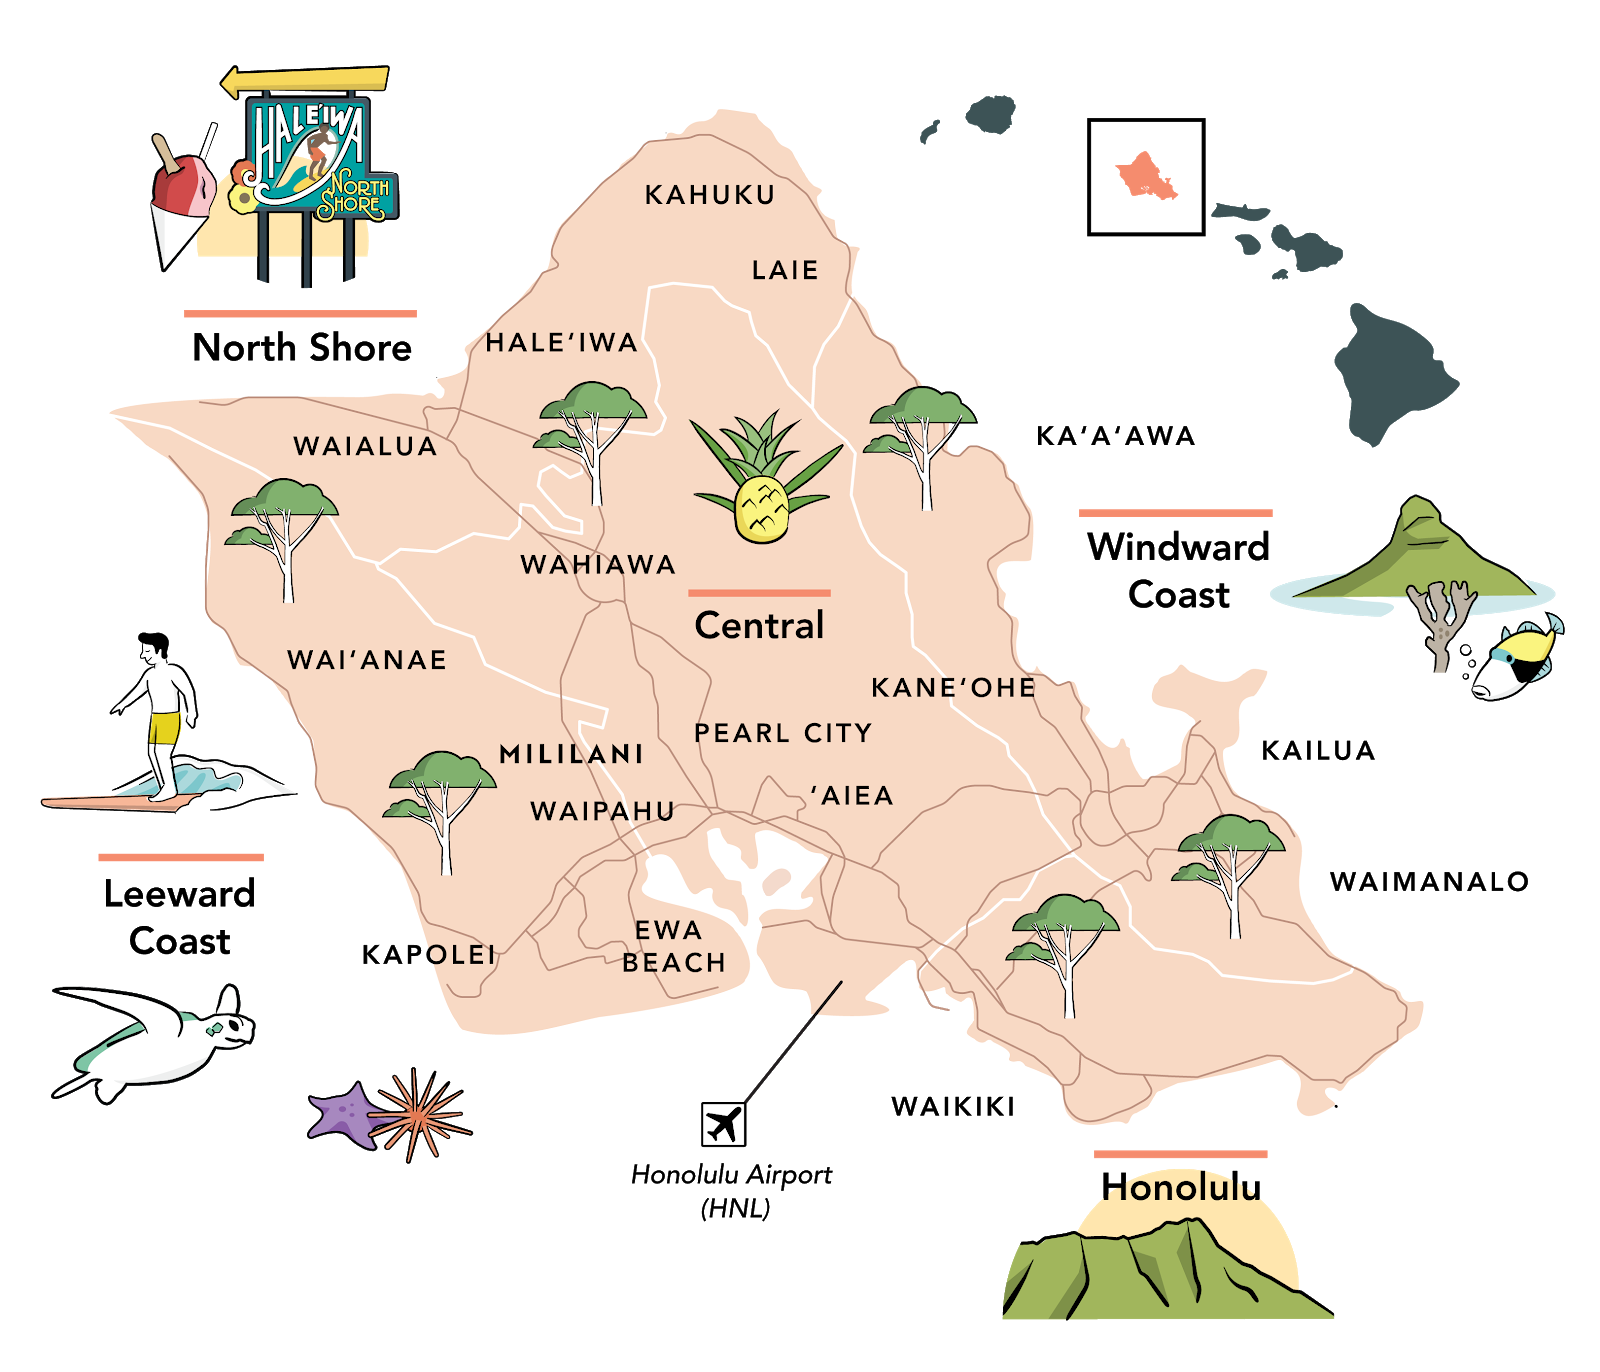 HALE'IWA
NORTH
SHORE
North Shore
KAHUKU
LAIE
HALE‘IWA
WAIALUA
KA‘A‘AWA
Windward
Coast
WAHIAWA
Central
WAI‘ANAE
KANE‘OHE
PEARL CITY
MILILANI
KAILUA
‘AIEA
WAIPAHU
Leeward
Coast
WAIMANALO
EWA
BEACH
KAPOLEI
WAIKIKI
Honolulu Airport
(HNL)
Honolulu